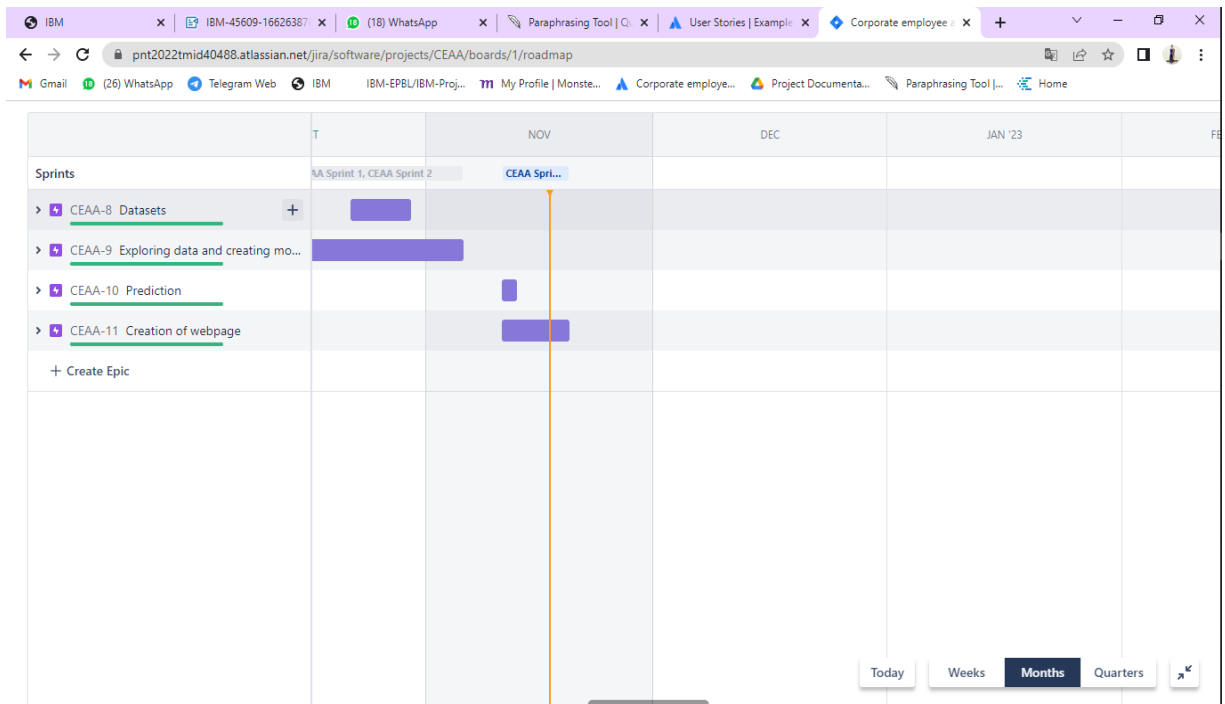 IBM
IBM-45609-16626387
(18) WhatsApp
Paraphrasing Tool | Qu
User Stories | Example
Corporate employee a
pnt2022tmid40488.atlassian.net/jira/software/projects/CEAA/boards/1/roadmap
Gmail
(26) WhatsApp
Telegram Web
IBM
IBM-EPBL/IBM-Proj...
My Profile | Monste...
Corporate employe...
Project Documenta...
Paraphrasing Tool |...
Home
T
NOV
DEC
JAN '23
FE
Sprints
AA Sprint 1, CEAA Sprint 2
CEAA Spri...
CEAA-8 Datasets
CEAA-9 Exploring data and creating mo...
CEAA-10 Prediction
CEAA-11 Creation of webpage
+ Create Epic
Today
Weeks
Months
Quarters